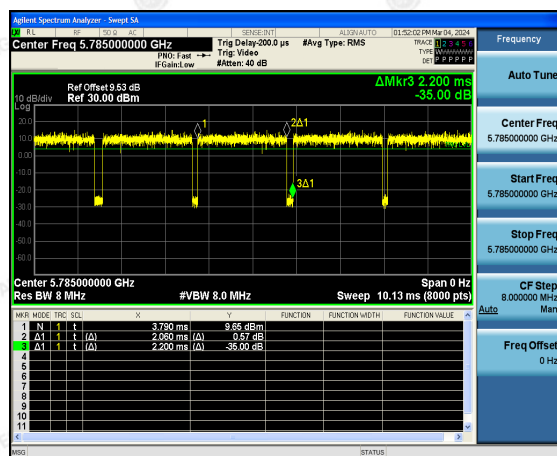 Agilent Spectrum Analyzer - Swept SA
RL RF 50 Ω AC SENSE:INT ALIGN AUTO 01:52:02 PM Mar 04, 2024
Center Freq 5.785000000 GHz
Trig Delay-200.0 µs #Avg Type: RMS
TRACE 1 2 3 4 5 6
PNO: Fast Trig: Video
TYPE
IFGain:Low #Atten: 40 dB
DET P P P P P P
Ref Offset 9.53 dB
ΔMkr3 2.200 ms
10 dB/div Ref 30.00 dBm
-35.00 dB
Log
20.0
1
2Δ1
10.0
0.00
-10.0
3Δ1
-20.0
-30.0
-40.0
-50.0
-60.0
Center 5.785000000 GHz Span 0 Hz
Res BW 8 MHz #VBW 8.0 MHz Sweep 10.13 ms (8000 pts)
MKR MODE TRC SCL X Y FUNCTION FUNCTION WIDTH FUNCTION VALUE
1 N 1 t 3.790 ms 9.65 dBm
2 Δ1 1 t (Δ) 2.060 ms (Δ) 0.57 dB
3 Δ1 1 t (Δ) 2.200 ms (Δ) -35.00 dB
4
5
6
7
8
9
10
11
MSG STATUS
Frequency
Auto Tune
Center Freq
5.785000000 GHz
Start Freq
5.785000000 GHz
Stop Freq
5.785000000 GHz
CF Step
8.000000 MHz
Auto Man
Freq Offset
0 Hz